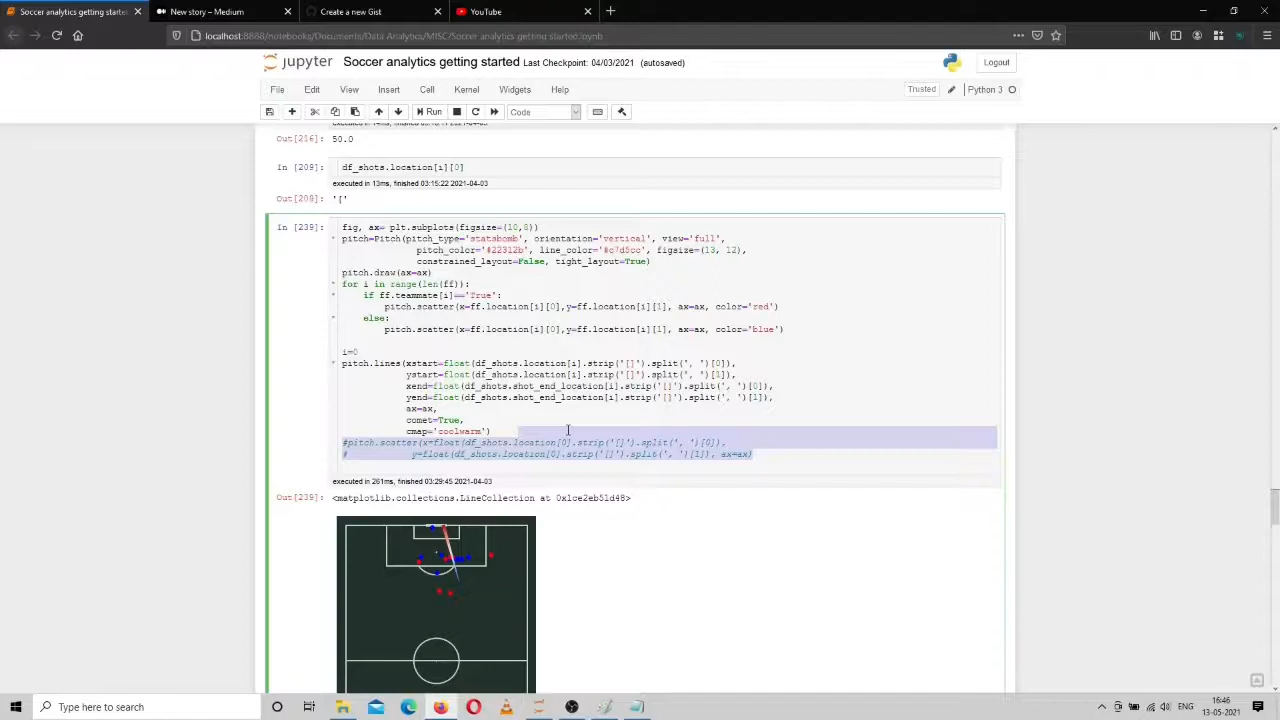 Soccer analytics getting starte
New story – Medium
Create a new Gist
YouTube
localhost:8888/notebooks/Documents/Data Analytics/MISC/Soccer analytics getting started.ipynb
jupyter Soccer analytics getting started Last Checkpoint: 04/03/2021 (autosaved)
Logout
File Edit View Insert Cell Kernel Widgets Help
Trusted Python 3
Run Code
Out[216]: 50.0
In [209]: df_shots.location[i][0]
executed in 13ms, finished 03:15:22 2021-04-03
Out[209]: '['
In [239]: fig, ax= plt.subplots(figsize=(10,8))
pitch=Pitch(pitch_type='statsbomb', orientation='vertical', view='full',
pitch_color='#22312b', line_color='#c7d5cc', figsize=(13, 12),
constrained_layout=False, tight_layout=True)
pitch.draw(ax=ax)
for i in range(len(ff)):
if ff.teammate[i]=='True':
pitch.scatter(x=ff.location[i][0],y=ff.location[i][1], ax=ax, color='red')
else:
pitch.scatter(x=ff.location[i][0],y=ff.location[i][1], ax=ax, color='blue')
i=0
pitch.lines(xstart=float(df_shots.location[i].strip('[]').split(', ')[0]),
ystart=float(df_shots.location[i].strip('[]').split(', ')[1]),
xend=float(df_shots.shot_end_location[i].strip('[]').split(', ')[0]),
yend=float(df_shots.shot_end_location[i].strip('[]').split(', ')[1]),
ax=ax,
comet=True,
cmap='coolwarm')
#pitch.scatter(x=float(df_shots.location[0].strip('[]').split(', ')[0]),
# y=float(df_shots.location[0].strip('[]').split(', ')[1]), ax=ax)
executed in 261ms, finished 03:29:45 2021-04-03
Out[239]: <matplotlib.collections.LineCollection at 0x1ce2eb51d48>
Type here to search
ENG
16:46
13-05-2021